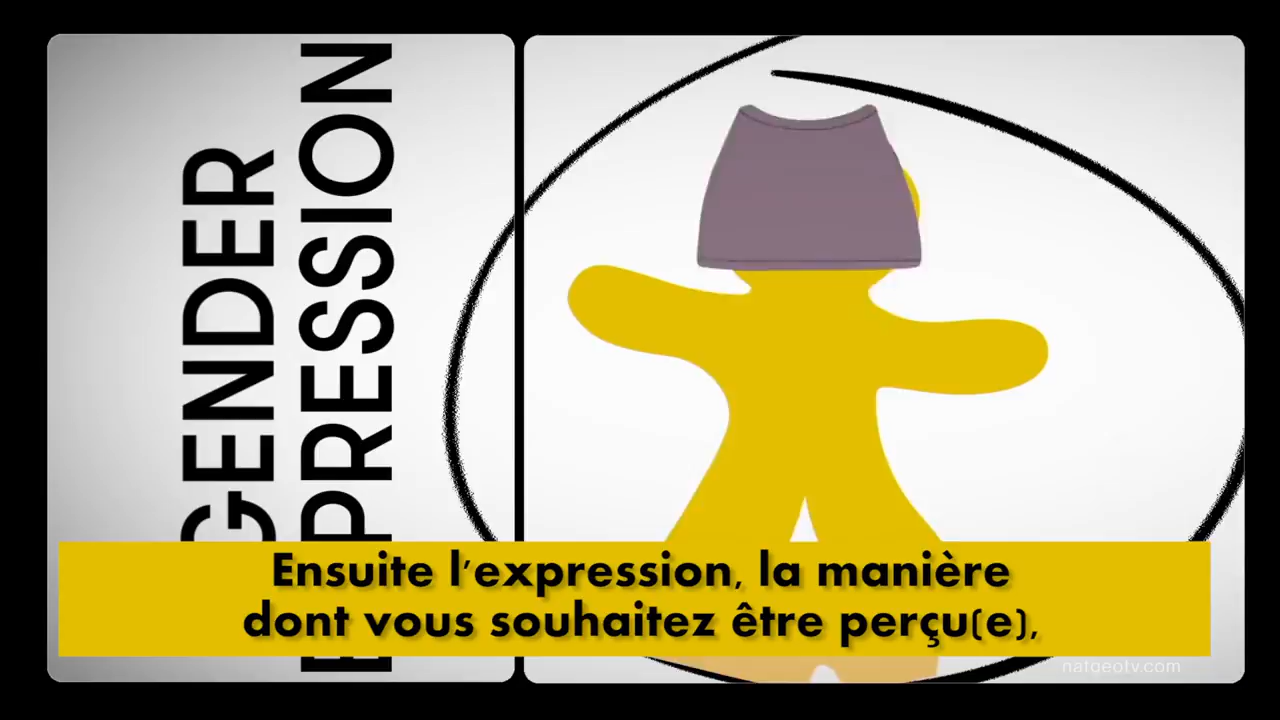 GENDER
EXPRESSION
Ensuite l'expression, la manière
dont vous souhaitez être perçu(e),
natgeotv.com